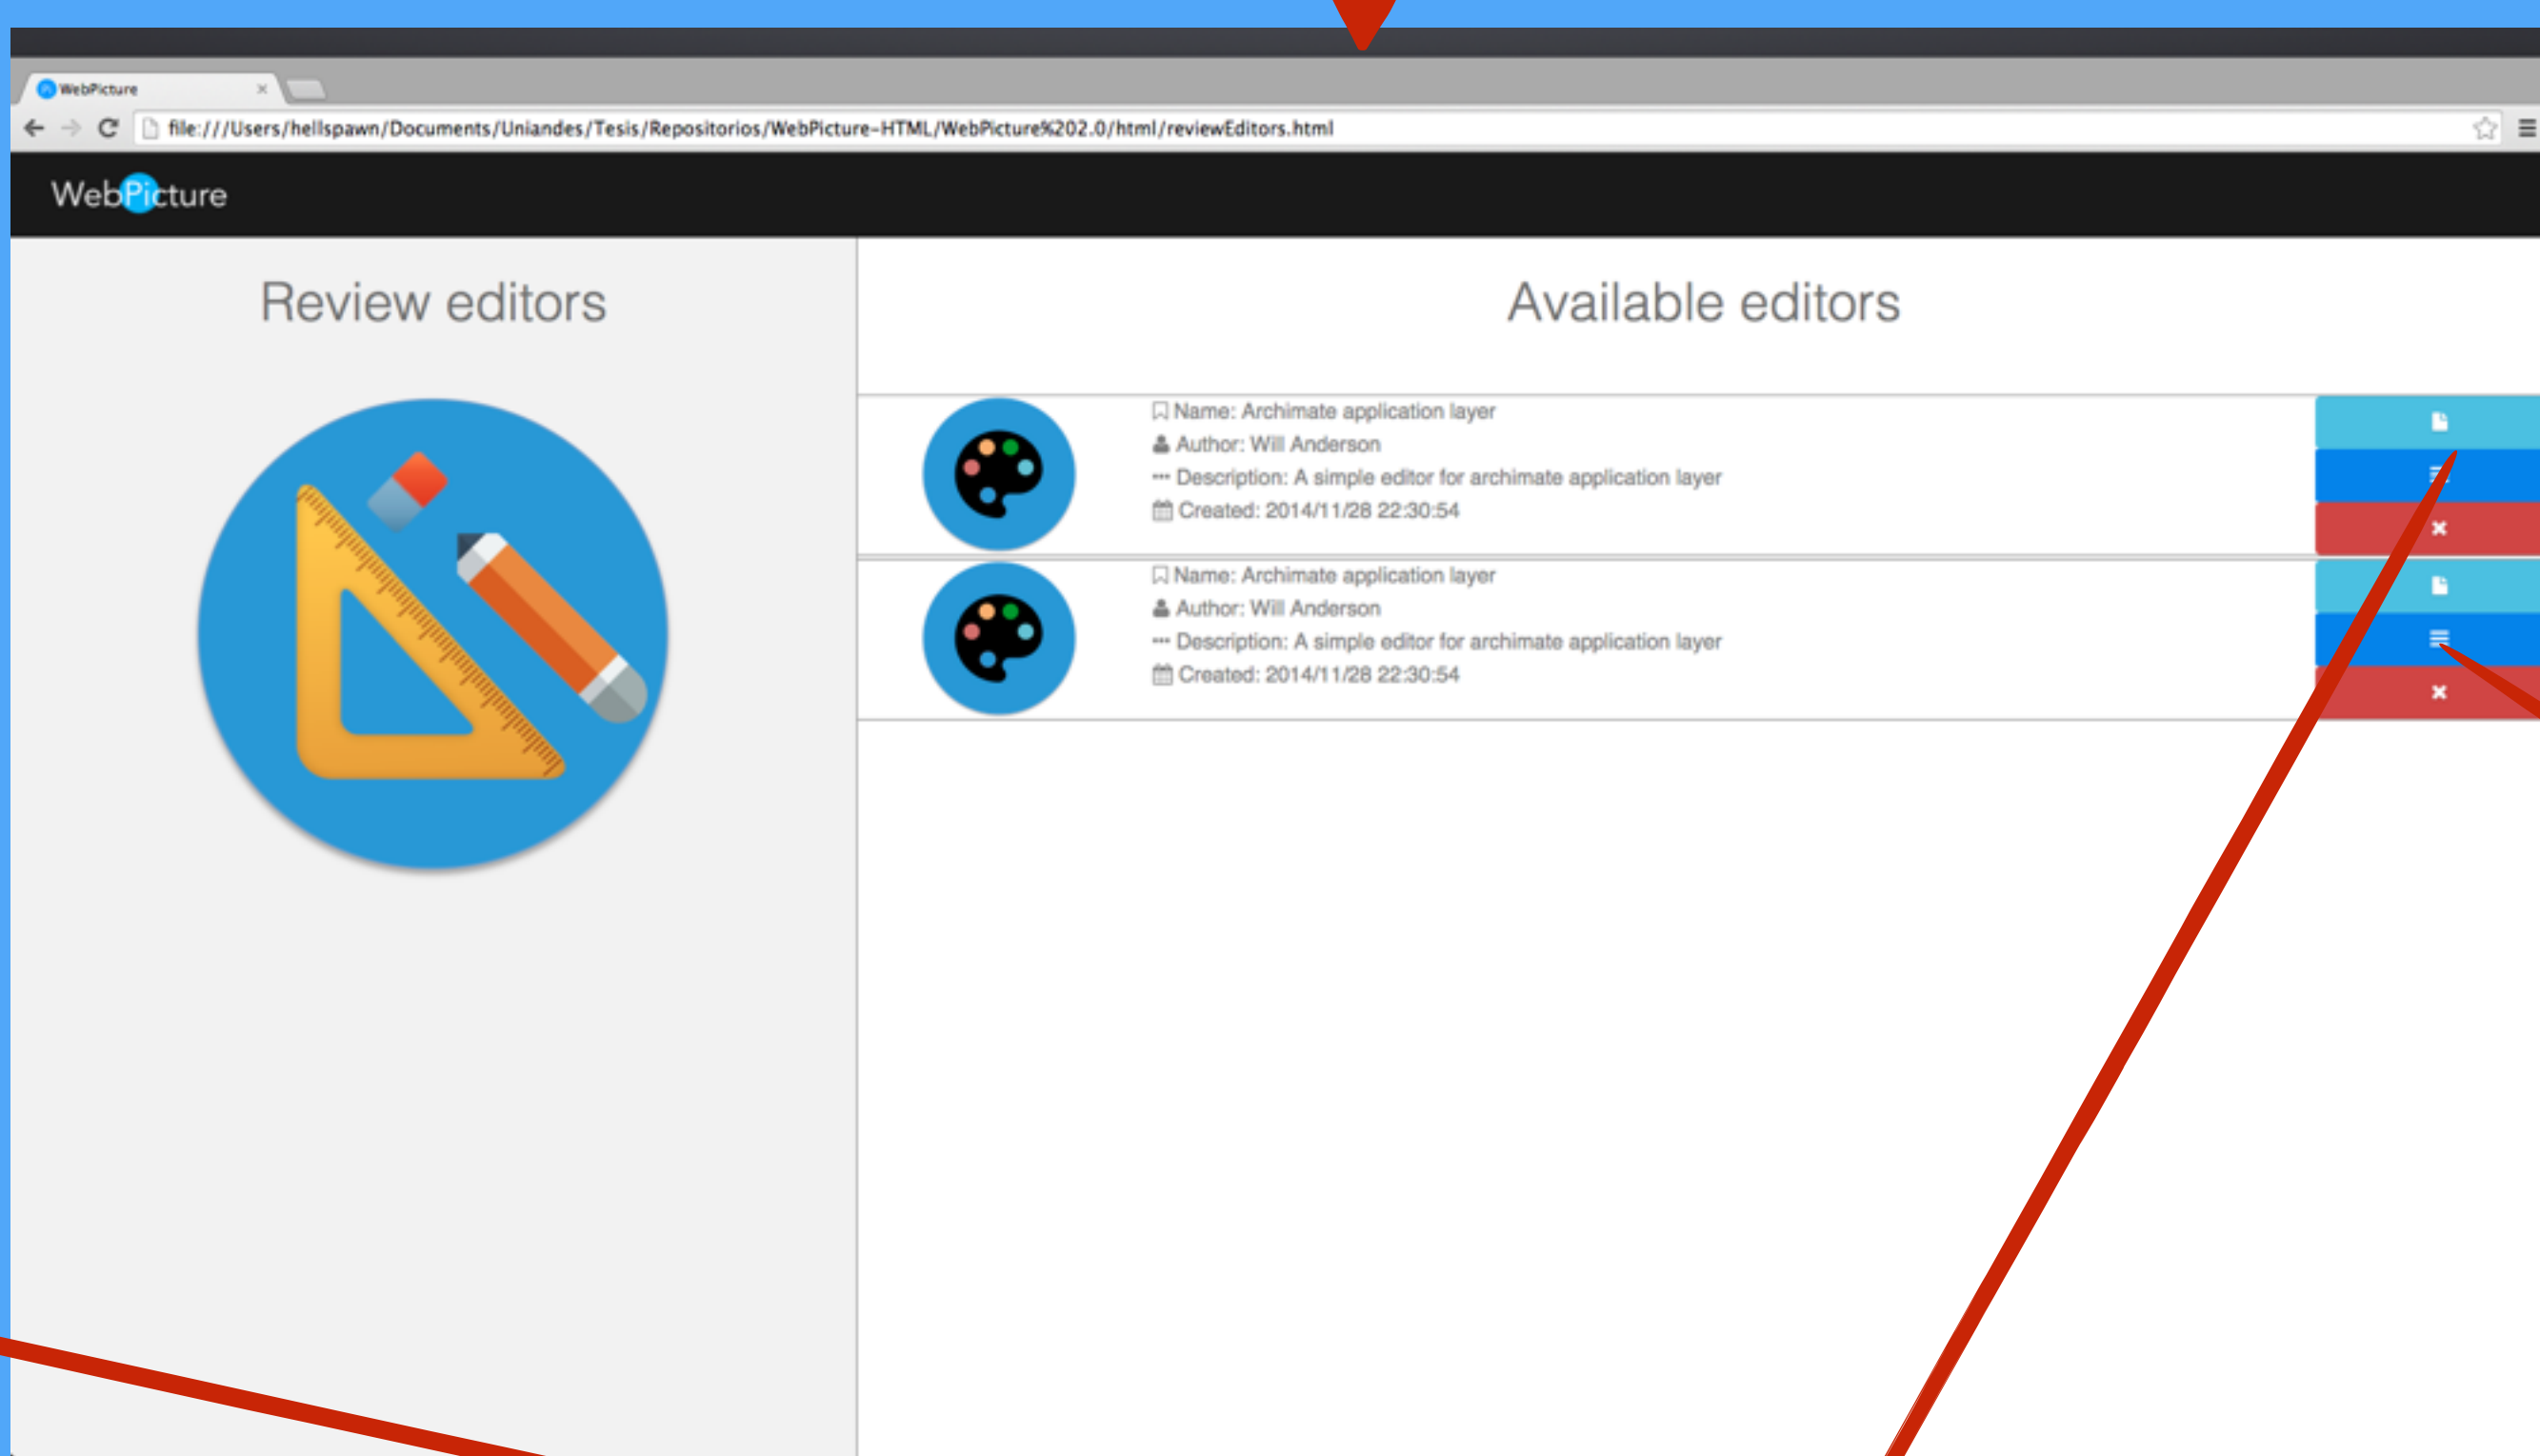 WebPicture
file:///Users/hellspawn/Documents/Uniandes/Tesis/Repositorios/WebPicture-HTML/WebPicture%202.0/html/reviewEditors.html
WebPicture
Review editors
Available editors
Name: Archimate application layer
Author: Will Anderson
Description: A simple editor for archimate application layer
Created: 2014/11/28 22:30:54
Name: Archimate application layer
Author: Will Anderson
Description: A simple editor for archimate application layer
Created: 2014/11/28 22:30:54